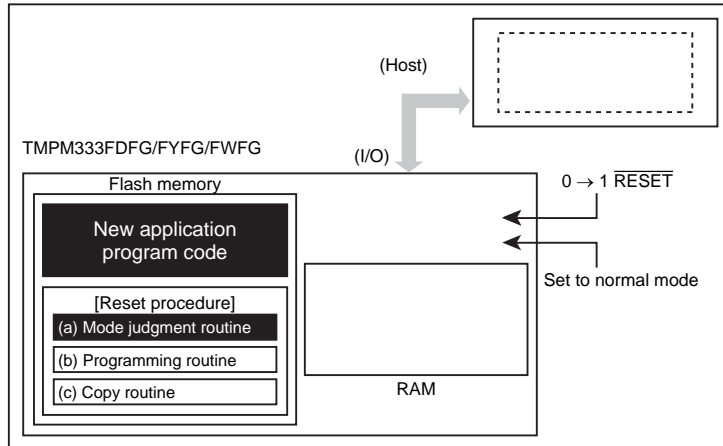 (Host)
TMPM333FDFG/FYFG/FWFG
(I/O)
Flash memory
0 → 1 RESET
New application
program code
Set to normal mode
[Reset procedure]
(a) Mode judgment routine
(b) Programming routine
(c) Copy routine
RAM